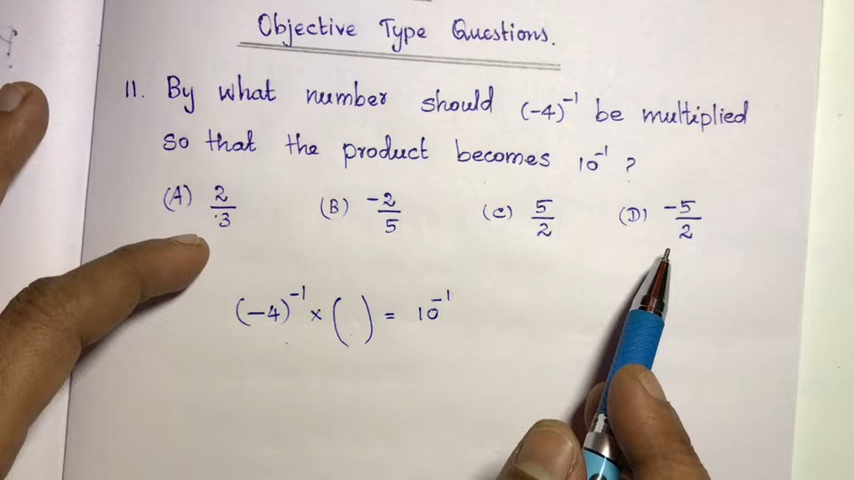 Objective Type Questions.
11. By what number should (-4)⁻¹ be multiplied
so that the product becomes 10⁻¹ ?
(A) 2/3 (B) -2/5 (C) 5/2 (D) -5/2
(-4)⁻¹ × ( ) = 10⁻¹